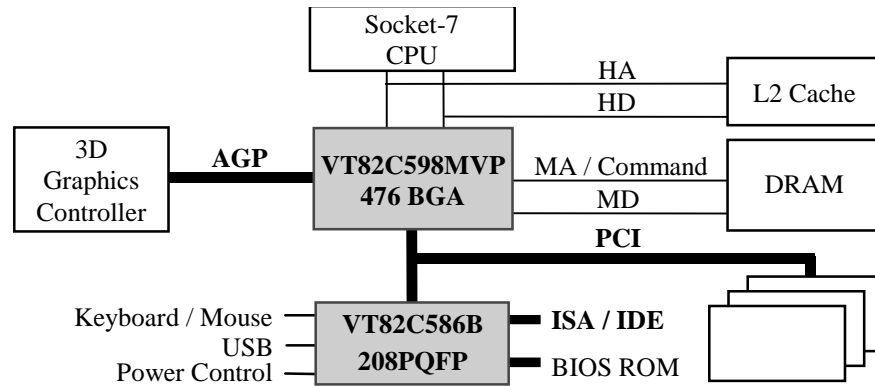 Socket-7
CPU
HA
HD
L2 Cache
3D
Graphics
Controller
AGP
VT82C598MVP
476 BGA
MA / Command
MD
DRAM
PCI
Keyboard / Mouse
USB
Power Control
VT82C586B
208PQFP
ISA / IDE
BIOS ROM